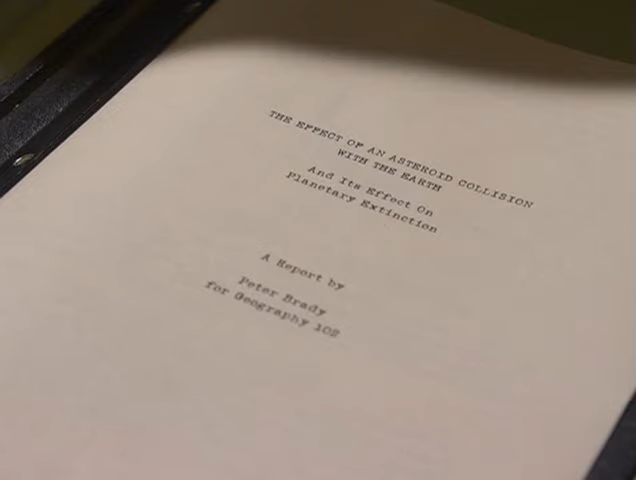 THE EFFECT OF AN ASTEROID COLLISION
WITH THE EARTH
And Its Effect On
Planetary Extinction
A Report by
Peter Brady
for Geography 102